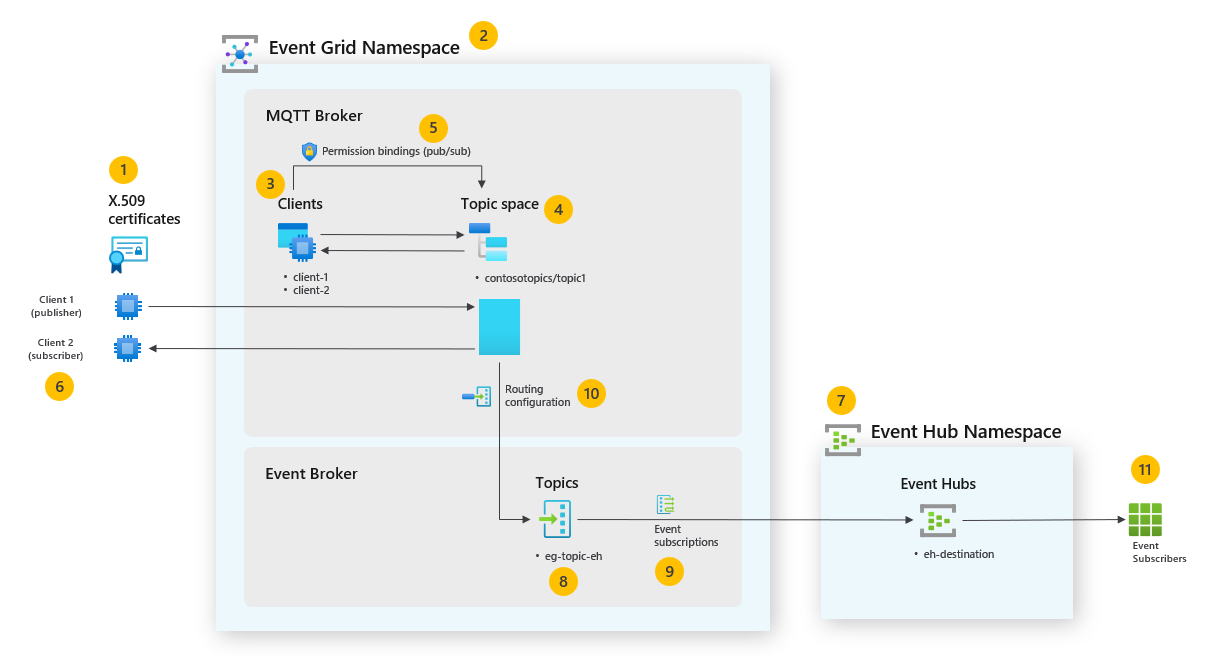 Event Grid Namespace
2
MQTT Broker
5
Permission bindings (pub/sub)
1
X.509
certificates
3
Clients
Topic space
4
• client-1
• client-2
• contosotopics/topic1
Client 1
(publisher)
Client 2
(subscriber)
6
Routing
configuration
10
7
Event Hub Namespace
Event Broker
Topics
Event
subscriptions
• eg-topic-eh
8
9
Event Hubs
• eh-destination
11
Event
Subscribers